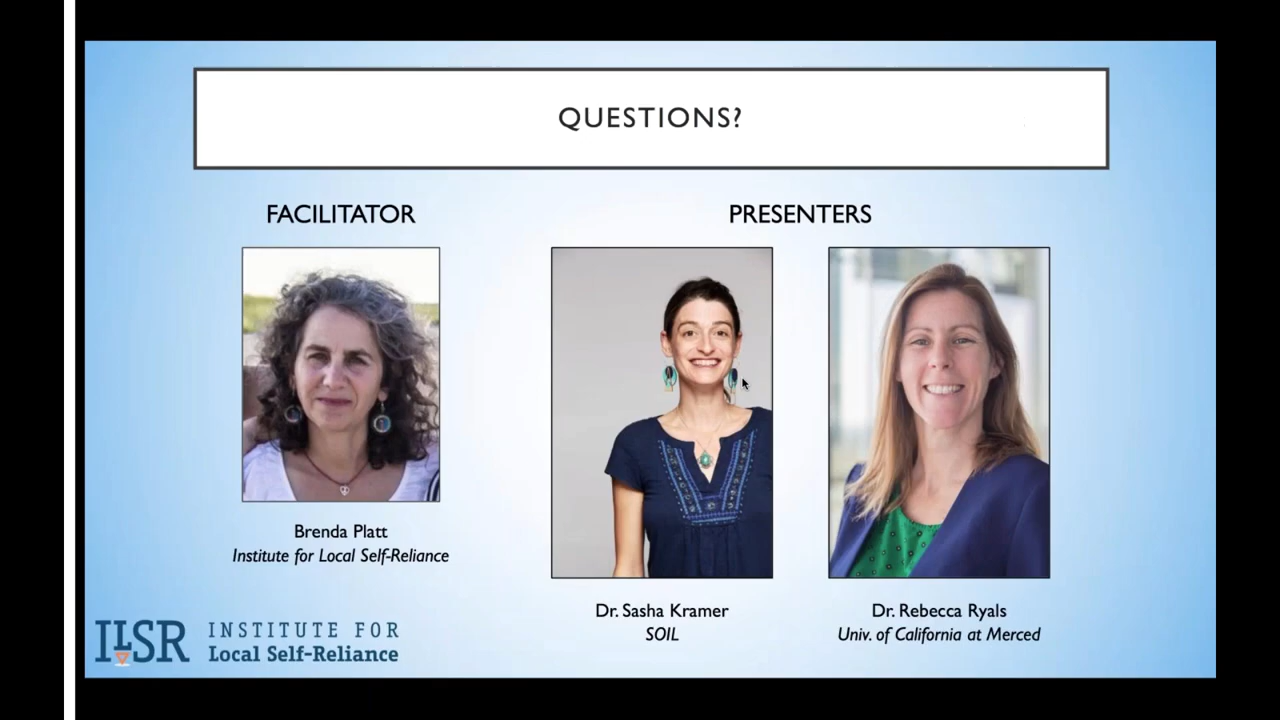 QUESTIONS?
FACILITATOR
PRESENTERS
Brenda Platt
Institute for Local Self-Reliance
Dr. Sasha Kramer
SOIL
Dr. Rebecca Ryals
Univ. of California at Merced
ILSR
INSTITUTE FOR
Local Self-Reliance